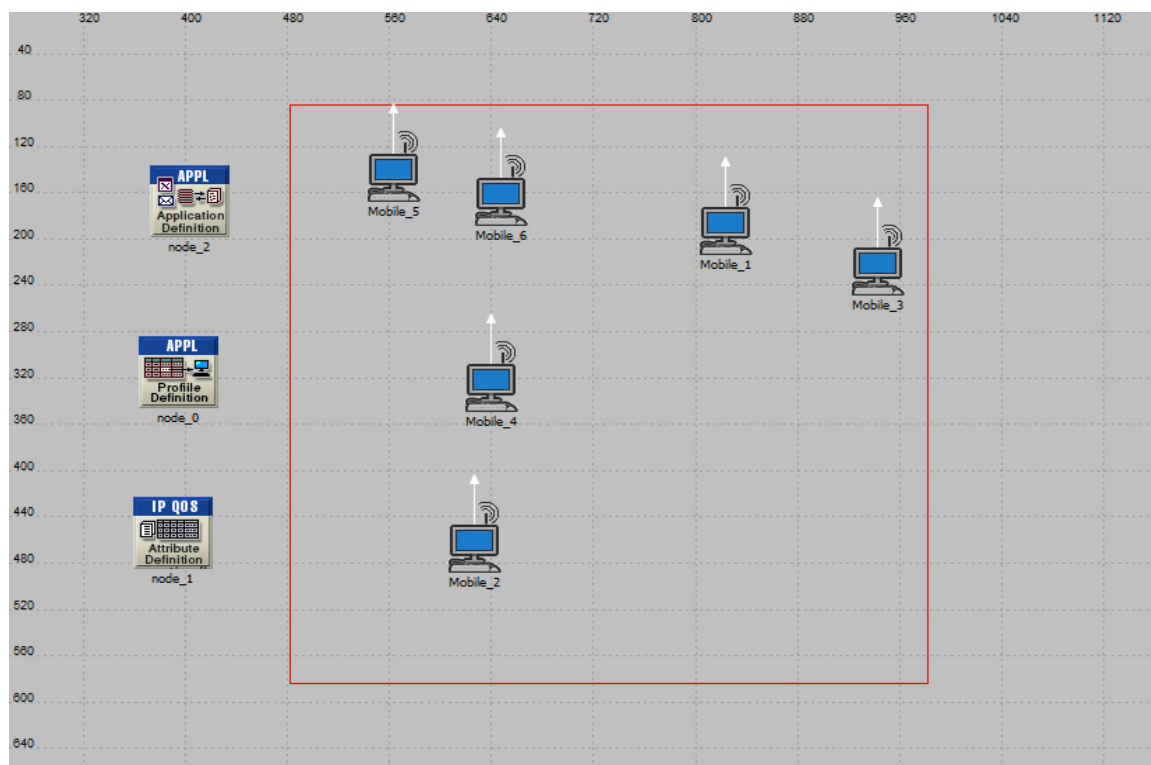 320 400 480 560 640 720 800 880 960 1040 1120
40
80
120
160
200
240
280
320
360
400
440
480
520
560
600
640
APPL
Application
Definition
node_2
APPL
Profiile
Definition
node_0
IP QOS
Attribute
Definition
node_1
Mobile_5
Mobile_6
Mobile_1
Mobile_3
Mobile_4
Mobile_2